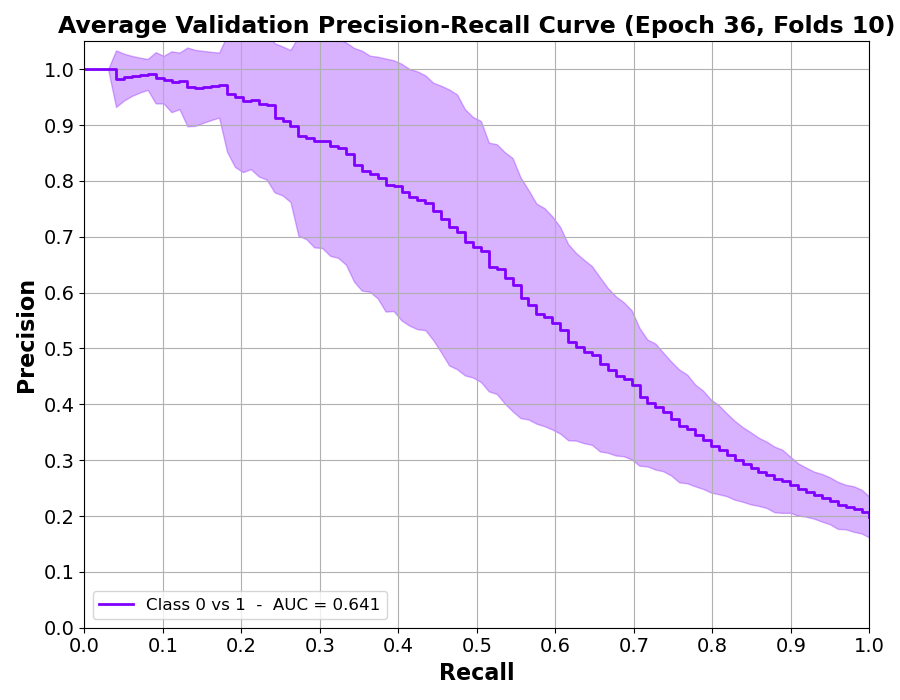 Average Validation Precision-Recall Curve (Epoch 36, Folds 10)
1.0
0.9
0.8
0.7
0.6
0.5
0.4
0.3
0.2
0.1
0.0
Precision
Class 0 vs 1 - AUC = 0.641
0.0 0.1 0.2 0.3 0.4 0.5 0.6 0.7 0.8 0.9 1.0
Recall